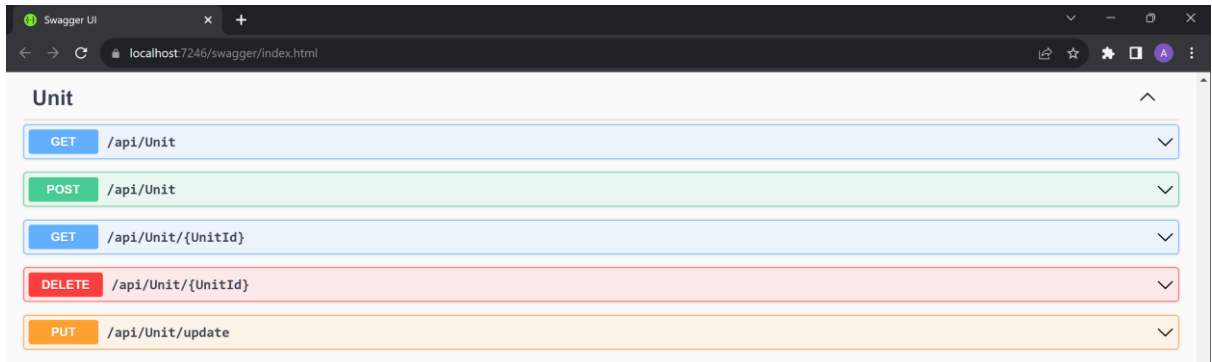 Swagger UI
localhost:7246/swagger/index.html
A
Unit
GET /api/Unit
POST /api/Unit
GET /api/Unit/{UnitId}
DELETE /api/Unit/{UnitId}
PUT /api/Unit/update